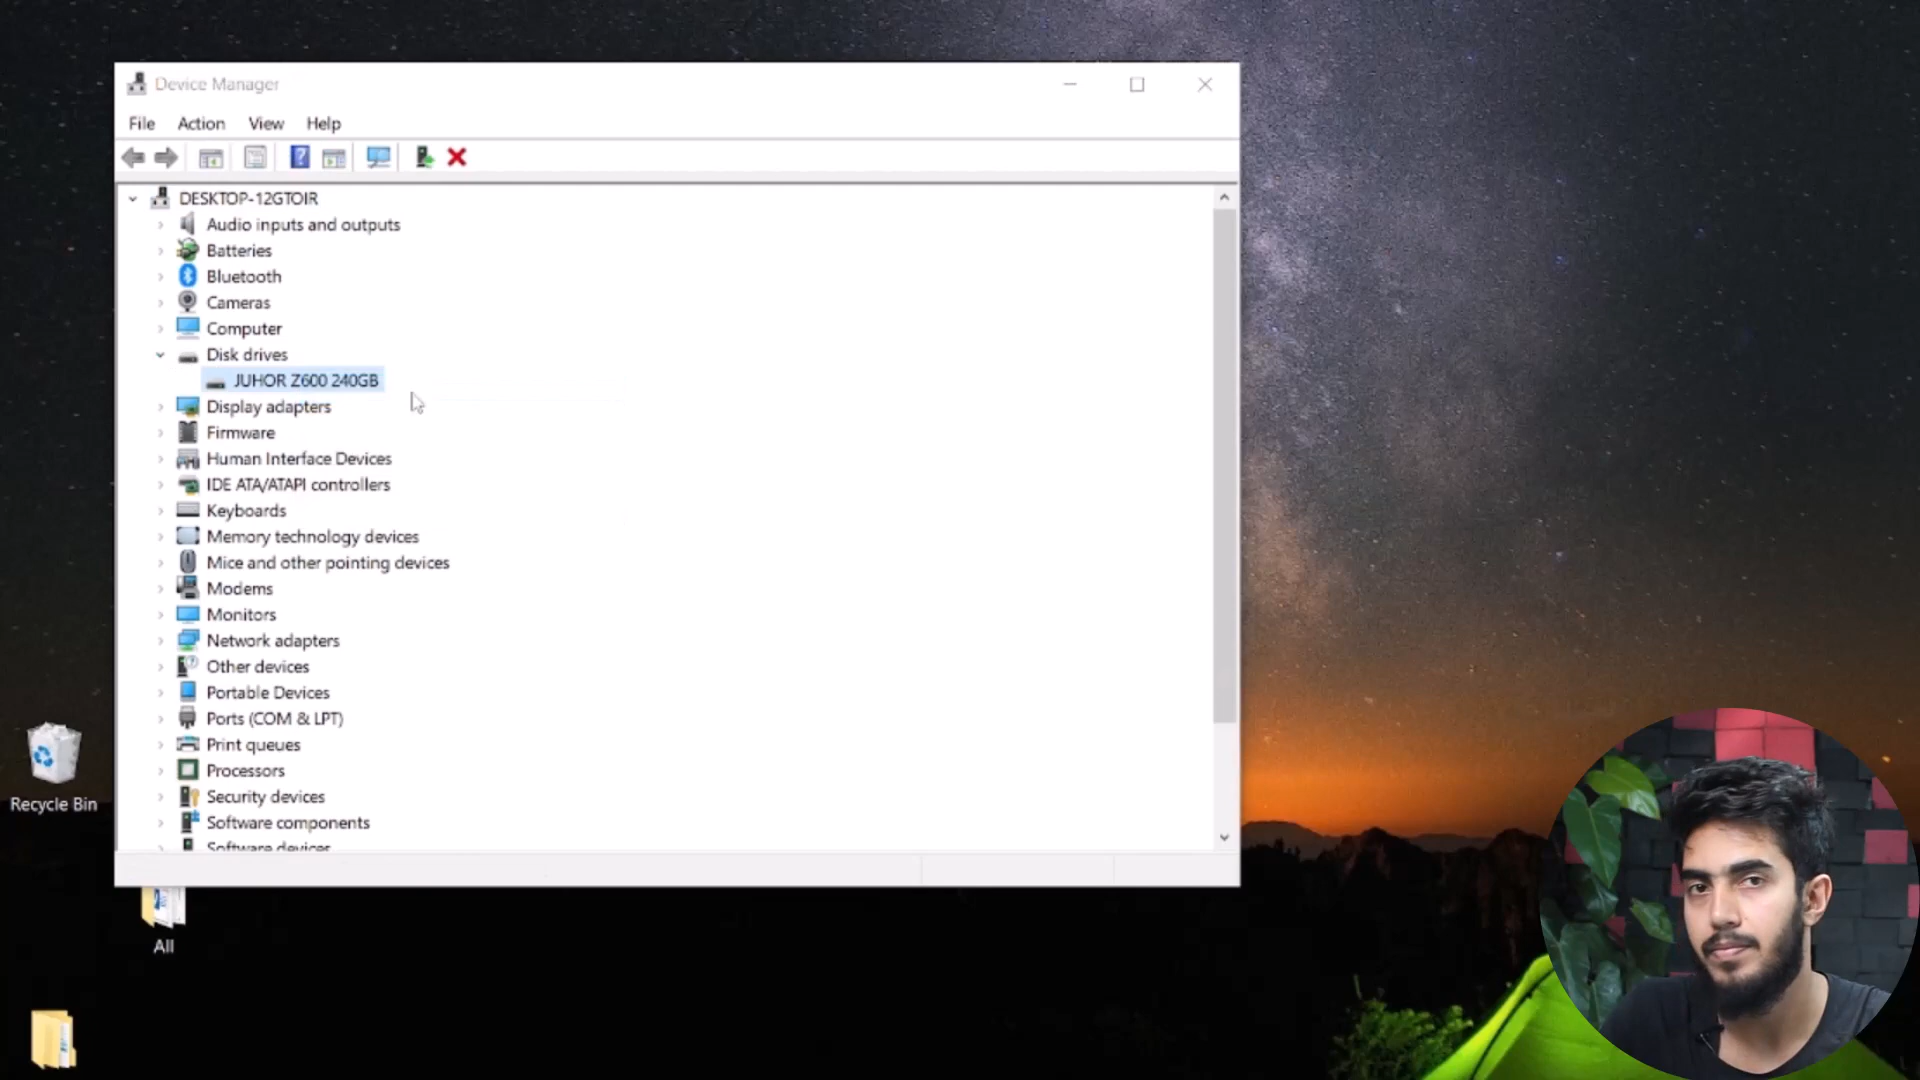 Device Manager
File Action View Help
DESKTOP-12GTOIR
Audio inputs and outputs
Batteries
Bluetooth
Cameras
Computer
Disk drives
JUHOR Z600 240GB
Display adapters
Firmware
Human Interface Devices
IDE ATA/ATAPI controllers
Keyboards
Memory technology devices
Mice and other pointing devices
Modems
Monitors
Network adapters
Other devices
Portable Devices
Ports (COM & LPT)
Print queues
Processors
Security devices
Software components
Software devices
Recycle Bin
All